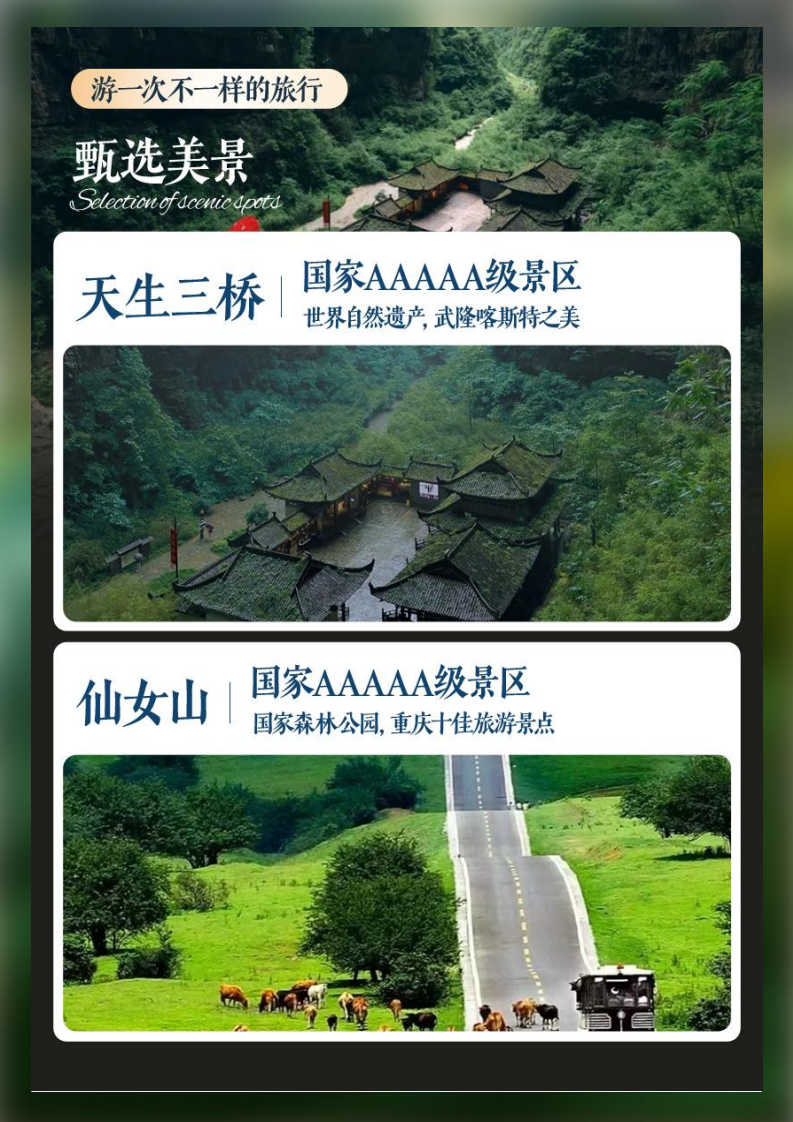 游一次不一样的旅行
甄选美景
Selection of scenic spots
天生三桥
国家AAAAA级景区
世界自然遗产, 武隆喀斯特之美
仙女山
国家AAAAA级景区
国家森林公园, 重庆十佳旅游景点